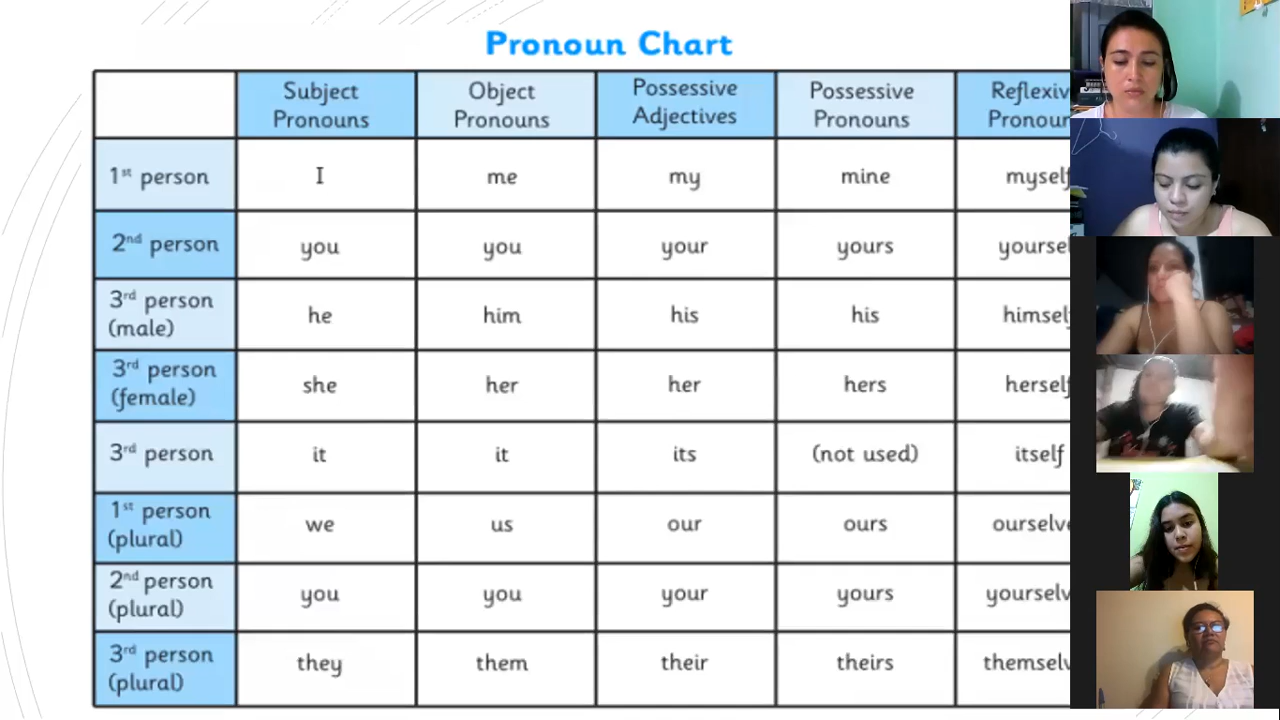 Pronoun Chart
Subject Pronouns Object Pronouns Possessive Adjectives Possessive Pronouns
1st person I me my mine
2nd person you you your yours
3rd person (male) he him his his
3rd person (female) she her her hers
3rd person it it its (not used) itself
1st person (plural) we us our ours
2nd person (plural) you you your yours
3rd person (plural) they them their theirs